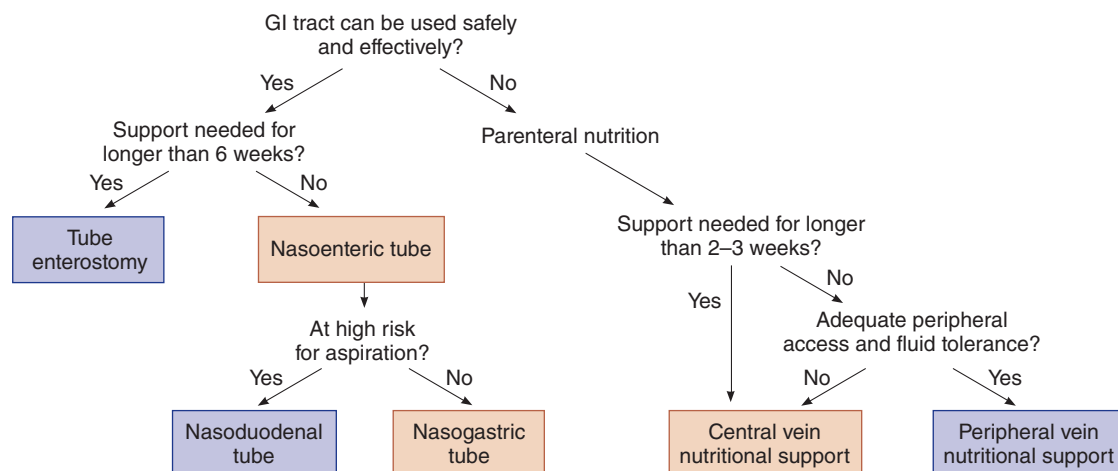 GI tract can be used safely
and effectively?
Yes
No
Support needed for
longer than 6 weeks?
Parenteral nutrition
Yes
No
Tube
enterostomy
Nasoenteric tube
Support needed for longer
than 2–3 weeks?
Yes
No
At high risk
for aspiration?
Adequate peripheral
access and fluid tolerance?
Yes
No
No
Yes
Nasoduodenal
tube
Nasogastric
tube
Central vein
nutritional support
Peripheral vein
nutritional support